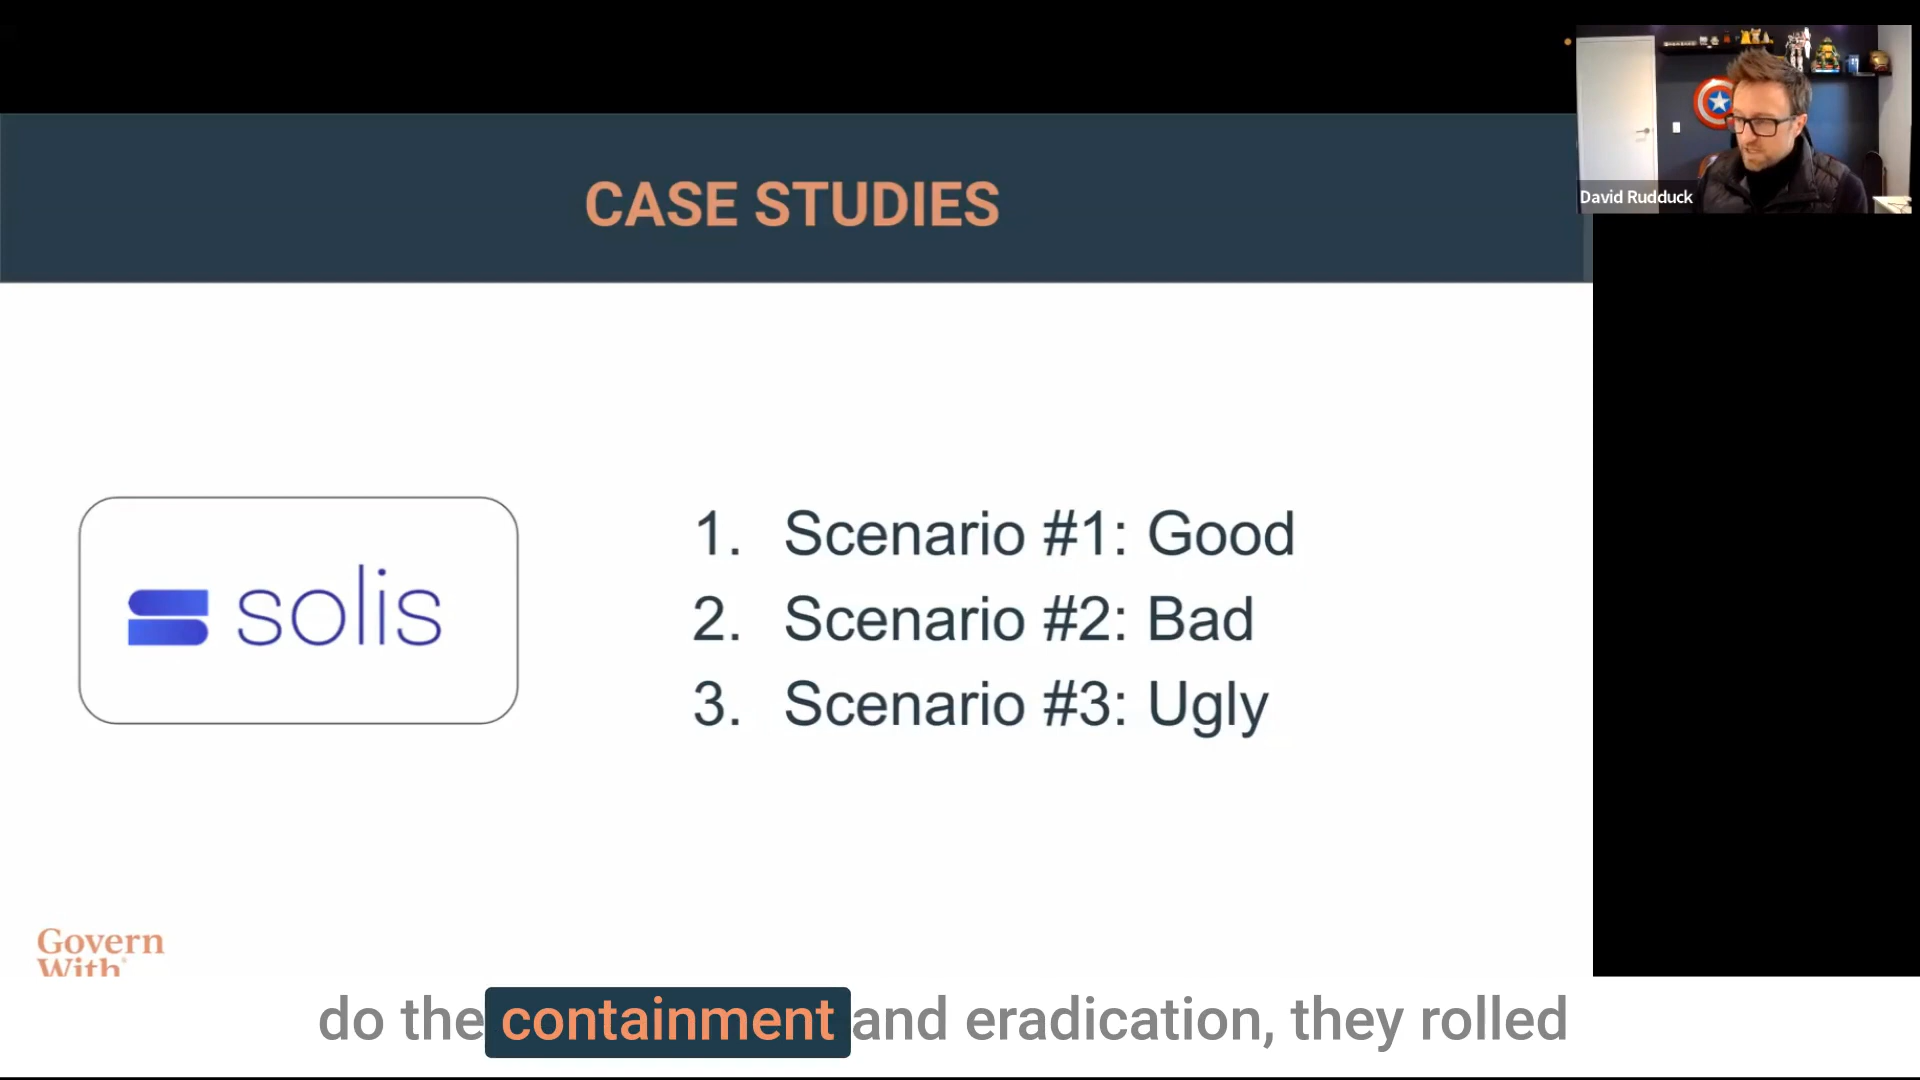 David Rudduck
CASE STUDIES
solis
1. Scenario #1: Good
2. Scenario #2: Bad
3. Scenario #3: Ugly
Govern
With
do the containment and eradication, they rolled